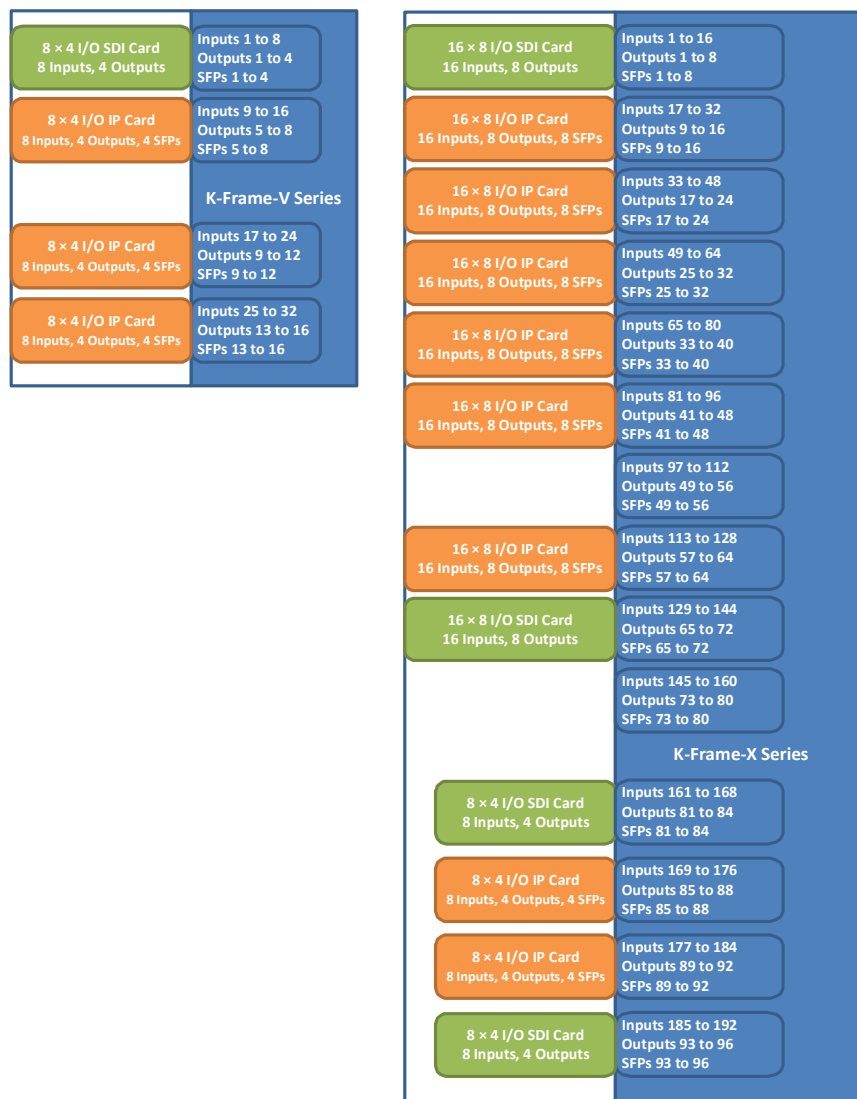 8 × 4 I/O SDI Card
8 Inputs, 4 Outputs
Inputs 1 to 8
Outputs 1 to 4
SFPs 1 to 4
8 × 4 I/O IP Card
8 Inputs, 4 Outputs, 4 SFPs
Inputs 9 to 16
Outputs 5 to 8
SFPs 5 to 8
K-Frame-V Series
8 × 4 I/O IP Card
8 Inputs, 4 Outputs, 4 SFPs
Inputs 17 to 24
Outputs 9 to 12
SFPs 9 to 12
8 × 4 I/O IP Card
8 Inputs, 4 Outputs, 4 SFPs
Inputs 25 to 32
Outputs 13 to 16
SFPs 13 to 16
16 × 8 I/O SDI Card
16 Inputs, 8 Outputs
Inputs 1 to 16
Outputs 1 to 8
SFPs 1 to 8
16 × 8 I/O IP Card
16 Inputs, 8 Outputs, 8 SFPs
Inputs 17 to 32
Outputs 9 to 16
SFPs 9 to 16
16 × 8 I/O IP Card
16 Inputs, 8 Outputs, 8 SFPs
Inputs 33 to 48
Outputs 17 to 24
SFPs 17 to 24
16 × 8 I/O IP Card
16 Inputs, 8 Outputs, 8 SFPs
Inputs 49 to 64
Outputs 25 to 32
SFPs 25 to 32
16 × 8 I/O IP Card
16 Inputs, 8 Outputs, 8 SFPs
Inputs 65 to 80
Outputs 33 to 40
SFPs 33 to 40
16 × 8 I/O IP Card
16 Inputs, 8 Outputs, 8 SFPs
Inputs 81 to 96
Outputs 41 to 48
SFPs 41 to 48
Inputs 97 to 112
Outputs 49 to 56
SFPs 49 to 56
16 × 8 I/O IP Card
16 Inputs, 8 Outputs, 8 SFPs
Inputs 113 to 128
Outputs 57 to 64
SFPs 57 to 64
16 × 8 I/O SDI Card
16 Inputs, 8 Outputs
Inputs 129 to 144
Outputs 65 to 72
SFPs 65 to 72
Inputs 145 to 160
Outputs 73 to 80
SFPs 73 to 80
K-Frame-X Series
8 × 4 I/O SDI Card
8 Inputs, 4 Outputs
Inputs 161 to 168
Outputs 81 to 84
SFPs 81 to 84
8 × 4 I/O IP Card
8 Inputs, 4 Outputs, 4 SFPs
Inputs 169 to 176
Outputs 85 to 88
SFPs 85 to 88
8 × 4 I/O IP Card
8 Inputs, 4 Outputs, 4 SFPs
Inputs 177 to 184
Outputs 89 to 92
SFPs 89 to 92
8 × 4 I/O SDI Card
8 Inputs, 4 Outputs
Inputs 185 to 192
Outputs 93 to 96
SFPs 93 to 96